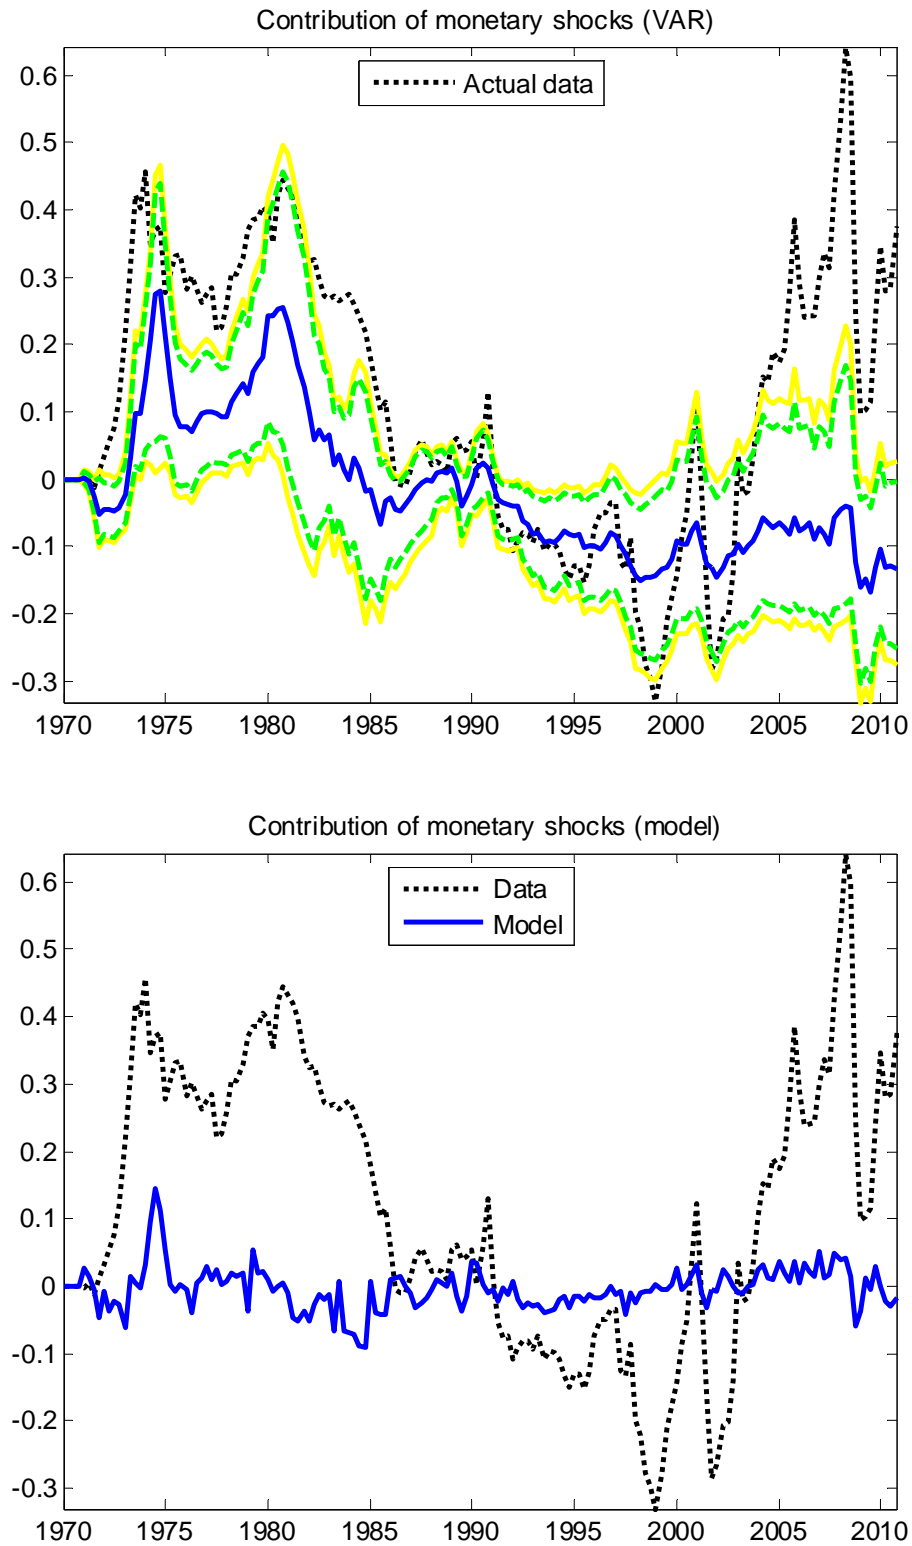 Contribution of monetary shocks (VAR)
Actual data
0.6
0.5
0.4
0.3
0.2
0.1
0
-0.1
-0.2
-0.3
1970 1975 1980 1985 1990 1995 2000 2005 2010
Contribution of monetary shocks (model)
Data
Model
0.6
0.5
0.4
0.3
0.2
0.1
0
-0.1
-0.2
-0.3
1970 1975 1980 1985 1990 1995 2000 2005 2010